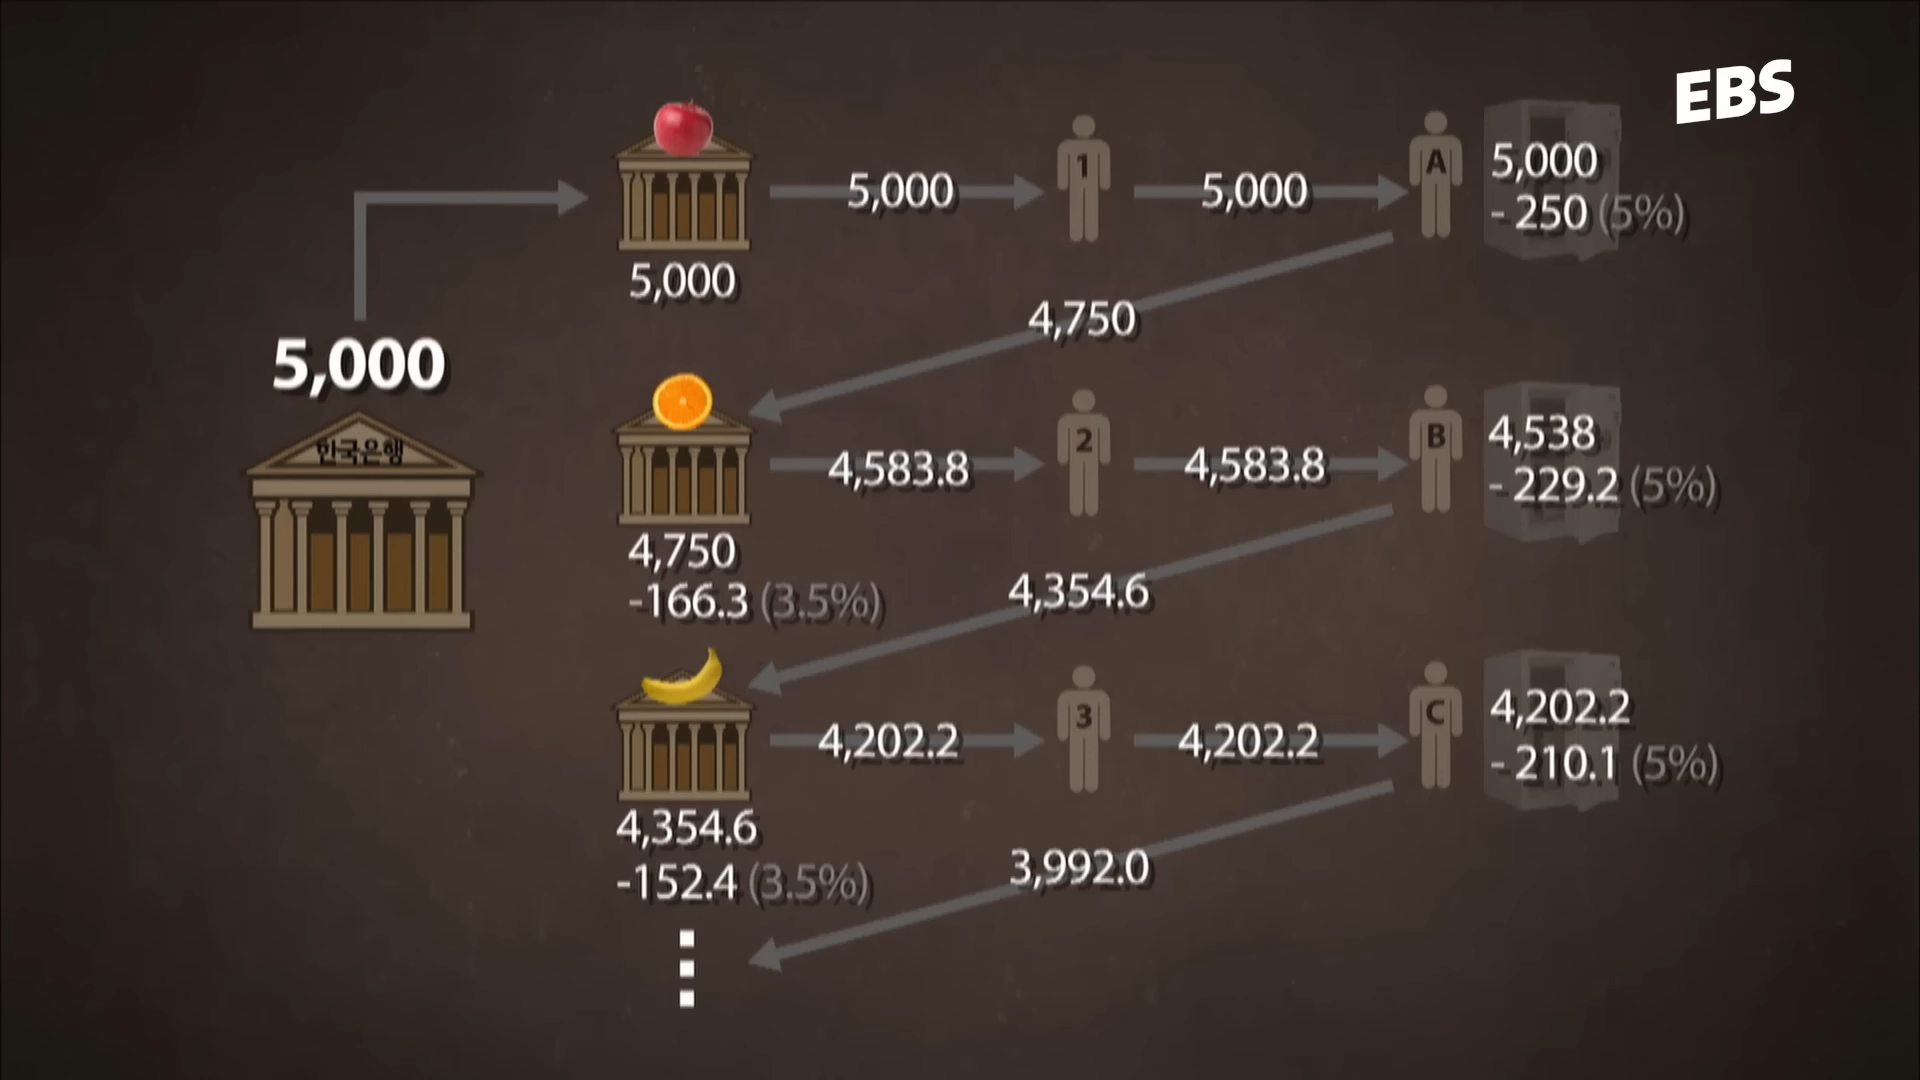 EBS
5,000
한국은행
5,000
5,000
1
5,000
A
5,000
- 250 (5%)
4,750
4,750
-166.3 (3.5%)
4,583.8
2
4,583.8
B
4,538
- 229.2 (5%)
4,354.6
4,354.6
-152.4 (3.5%)
4,202.2
3
4,202.2
C
4,202.2
- 210.1 (5%)
3,992.0